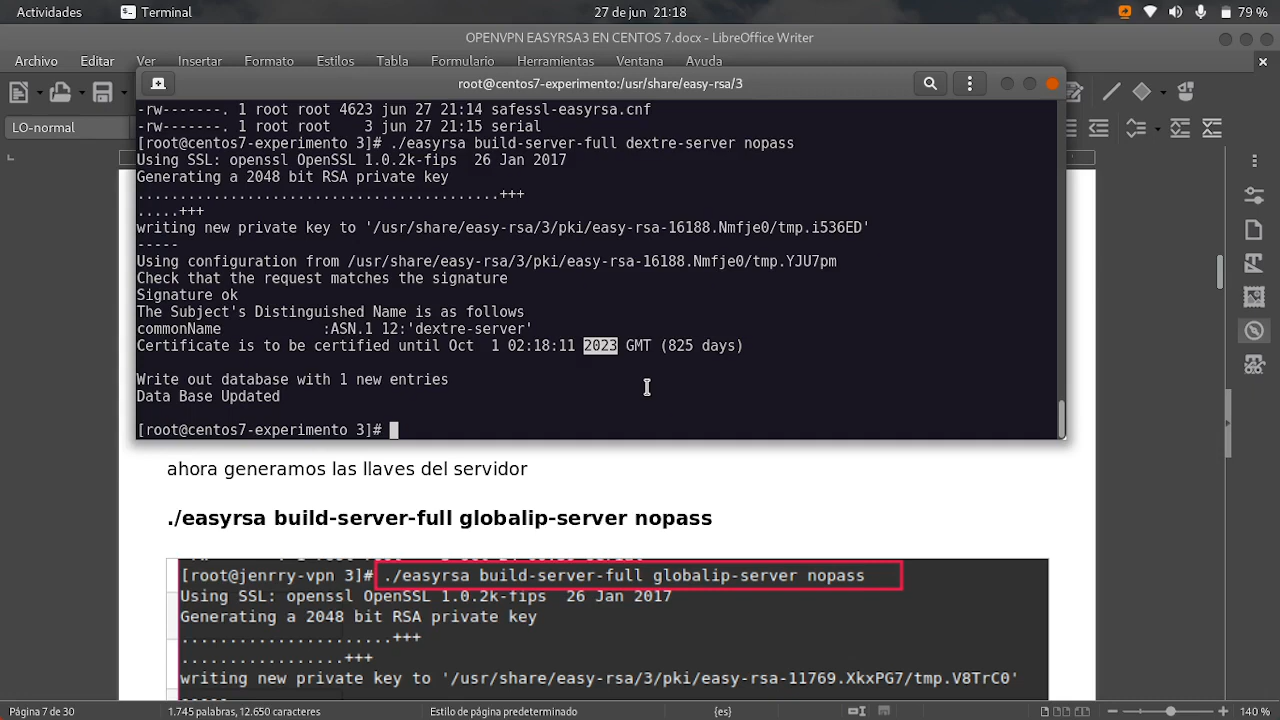 Actividades
Terminal
27 de jun 21:18
79 %
OPENVPN EASYRSA3 EN CENTOS 7.docx - LibreOffice Writer
Archivo Editar Ver Insertar Formato Estilos Tabla Formulario Herramientas Ventana Ayuda
root@centos7-experimento:/usr/share/easy-rsa/3
LO-normal
-rw-------. 1 root root 4623 jun 27 21:14 safessl-easyrsa.cnf
-rw-------. 1 root root    3 jun 27 21:15 serial
[root@centos7-experimento 3]# ./easyrsa build-server-full dextre-server nopass
Using SSL: openssl OpenSSL 1.0.2k-fips  26 Jan 2017
Generating a 2048 bit RSA private key
...........................................+++
.....+++
writing new private key to '/usr/share/easy-rsa/3/pki/easy-rsa-16188.Nmfje0/tmp.i536ED'
-----
Using configuration from /usr/share/easy-rsa/3/pki/easy-rsa-16188.Nmfje0/tmp.YJU7pm
Check that the request matches the signature
Signature ok
The Subject's Distinguished Name is as follows
commonName            :ASN.1 12:'dextre-server'
Certificate is to be certified until Oct  1 02:18:11 2023 GMT (825 days)
Write out database with 1 new entries
Data Base Updated
[root@centos7-experimento 3]#
ahora generamos las llaves del servidor
./easyrsa build-server-full globalip-server nopass
[root@jenrry-vpn 3]# ./easyrsa build-server-full globalip-server nopass
Using SSL: openssl OpenSSL 1.0.2k-fips  26 Jan 2017
Generating a 2048 bit RSA private key
......................+++
.................+++
writing new private key to '/usr/share/easy-rsa/3/pki/easy-rsa-11769.XkxPG7/tmp.V8TrC0'
Página 7 de 30
1.745 palabras, 12.650 caracteres
Estilo de página predeterminado
{es}
140 %